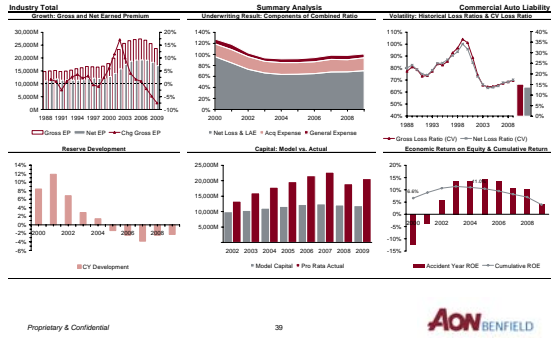 Industry Total Summary Analysis Commercial Auto Liability
Growth: Gross and Net Earned Premium
30,000M
25,000M
20,000M
15,000M
10,000M
5,000M
0M
20%
15%
10%
5%
0%
-5%
-10%
1988 1991 1994 1997 2000 2003 2006 2009
Gross EP Net EP Chg Gross EP
Underwriting Result: Components of Combined Ratio
140%
120%
100%
80%
60%
40%
20%
0%
2000 2002 2004 2006 2008
Net Loss & LAE Acq Expense General Expense
Volatility: Historical Loss Ratios & CV Loss Ratio
110%
100%
90%
80%
70%
60%
50%
40%
40%
35%
30%
25%
20%
15%
10%
5%
0%
1988 1993 1998 2003 2008
Gross Loss Ratio (CV) Net Loss Ratio (CV)
Reserve Development
14%
12%
10%
8%
6%
4%
2%
0%
-2%
-4%
-6%
2000 2002 2004 2006 2008
CY Development
Capital: Model vs. Actual
25,000M
20,000M
15,000M
10,000M
5,000M
2002 2003 2004 2005 2006 2007 2008 2009
Model Capital Pro Rata Actual
Economic Return on Equity & Cumulative Return
20%
15%
10%
5%
0%
-5%
-10%
-15%
2000 2002 2004 2006 2008
Accident Year ROE Cumulative ROE
Proprietary & Confidential 39
AON BENFIELD